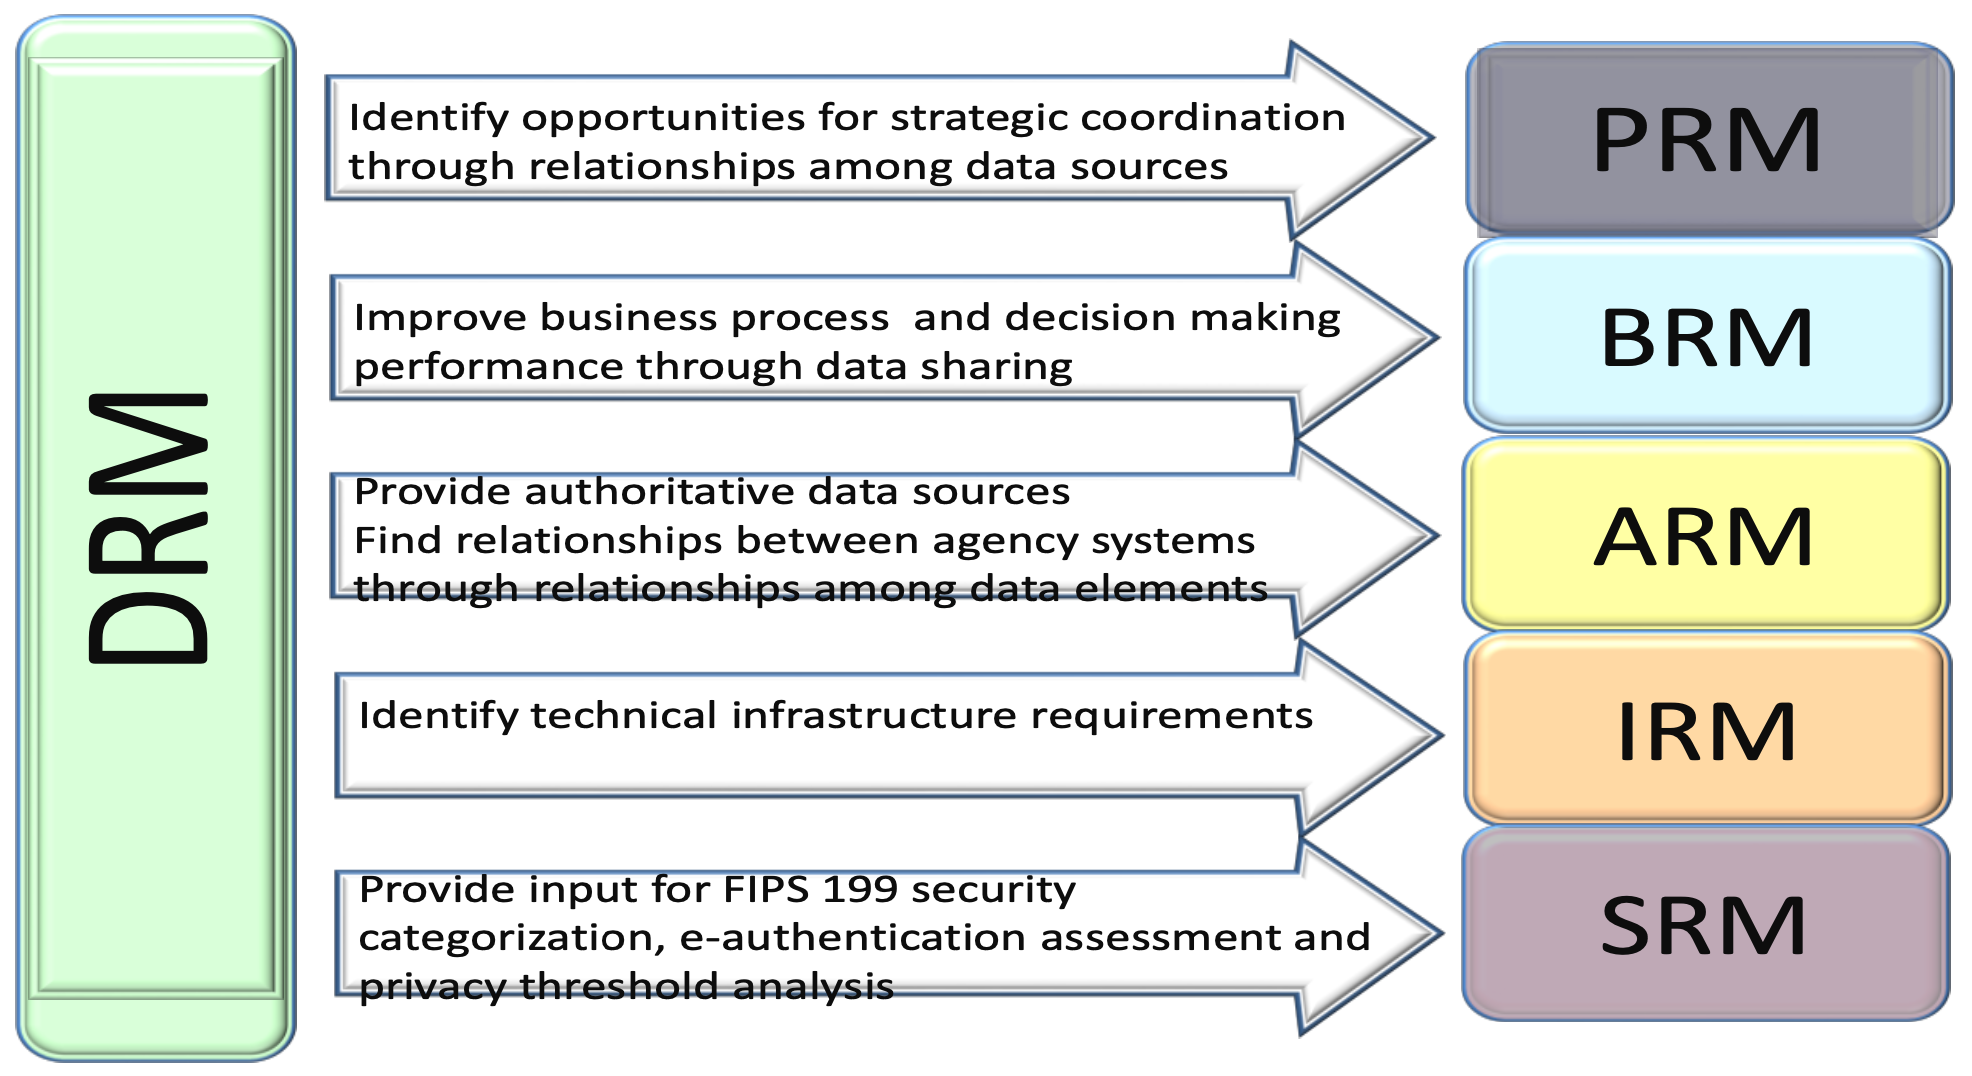 DRM
Identify opportunities for strategic coordination
through relationships among data sources
PRM
Improve business process  and decision making
performance through data sharing
BRM
Provide authoritative data sources
Find relationships between agency systems
through relationships among data elements
ARM
Identify technical infrastructure requirements
IRM
Provide input for FIPS 199 security
categorization, e-authentication assessment and
privacy threshold analysis
SRM